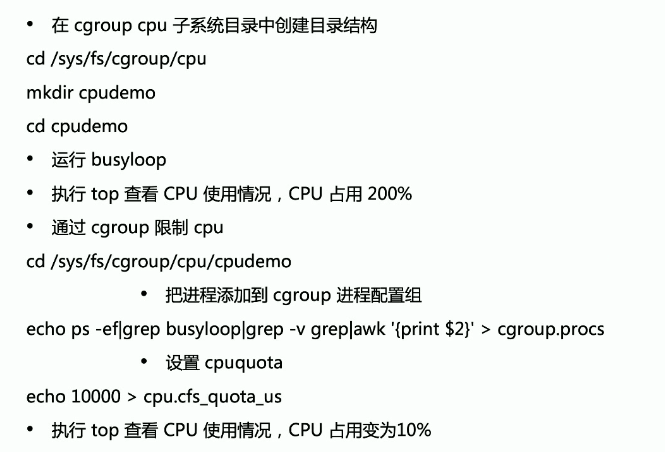 • 在 cgroup cpu 子系统目录中创建目录结构
cd /sys/fs/cgroup/cpu
mkdir cpudemo
cd cpudemo
• 运行 busyloop
• 执行 top 查看 CPU 使用情况，CPU 占用 200%
• 通过 cgroup 限制 cpu
cd /sys/fs/cgroup/cpu/cpudemo
• 把进程添加到 cgroup 进程配置组
echo ps -ef|grep busyloop|grep -v grep|awk '{print $2}' > cgroup.procs
• 设置 cpuquota
echo 10000 > cpu.cfs_quota_us
• 执行 top 查看 CPU 使用情况，CPU 占用变为10%